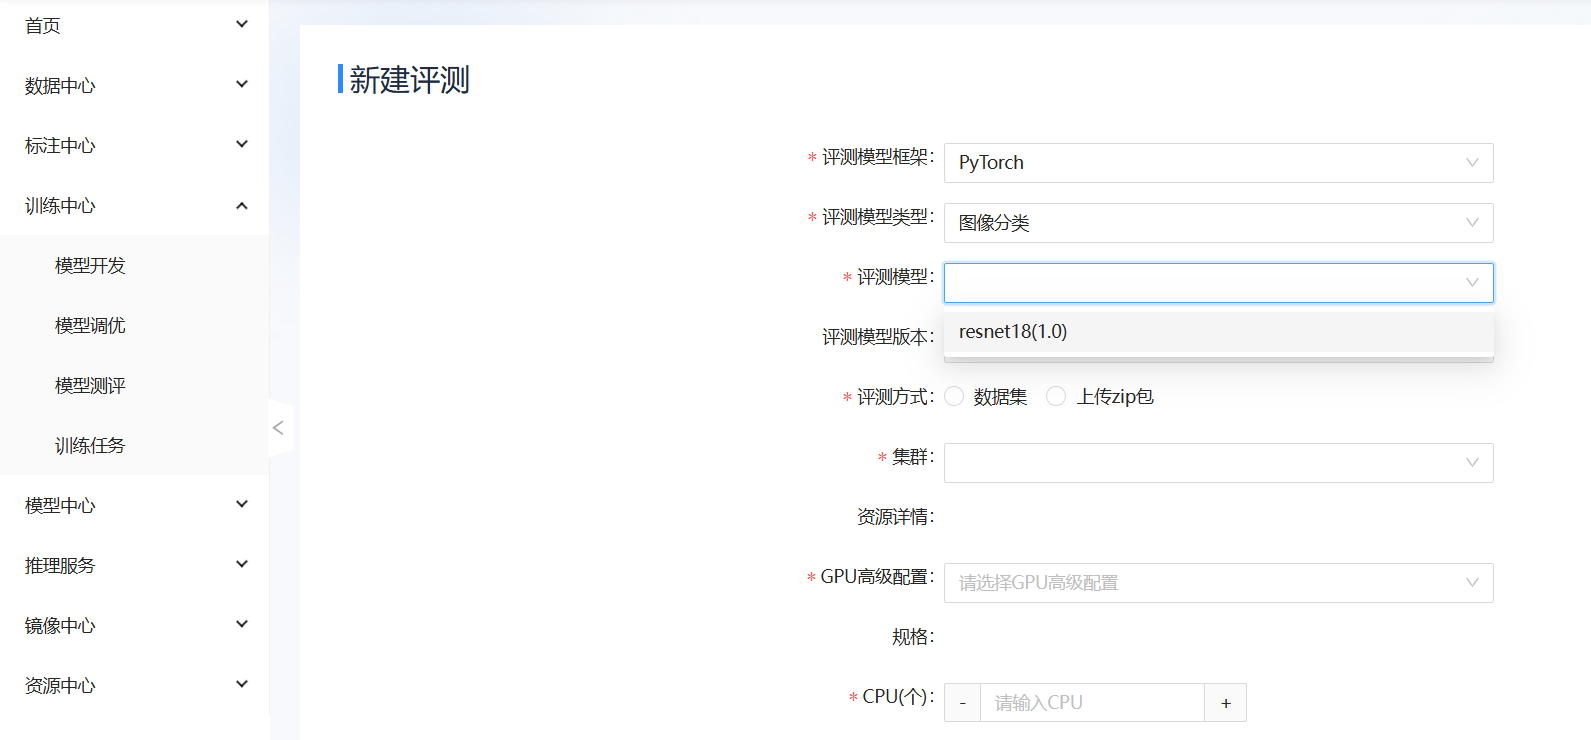 首页
数据中心
标注中心
训练中心
模型开发
模型调优
模型测评
训练任务
模型中心
推理服务
镜像中心
资源中心
新建评测
* 评测模型框架: PyTorch
* 评测模型类型: 图像分类
* 评测模型:
resnet18(1.0)
评测模型版本:
* 评测方式: 数据集 上传zip包
* 集群:
资源详情:
* GPU高级配置: 请选择GPU高级配置
规格:
* CPU(个): - 请输入CPU +